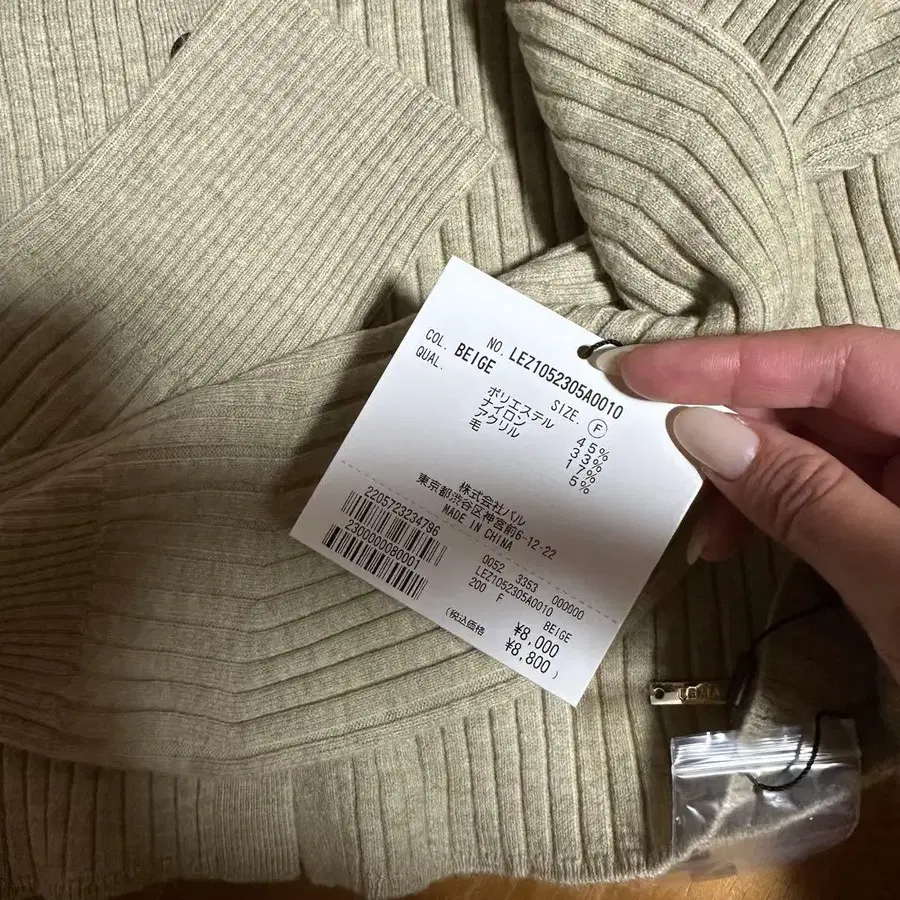 NO. LEZ1052305A0010
COL. BEIGE
SIZE. F
QUAL.
ポリエステル 45%
ナイロン 33%
アクリル 17%
毛 5%
株式会社パル
東京都渋谷区神宮前6-12-22
MADE IN CHINA
2205723234796
2300000080001
0052 3353 000000
LEZ1052305A0010
200 F BEIGE
¥8,000
(税込価格 ¥8,800)